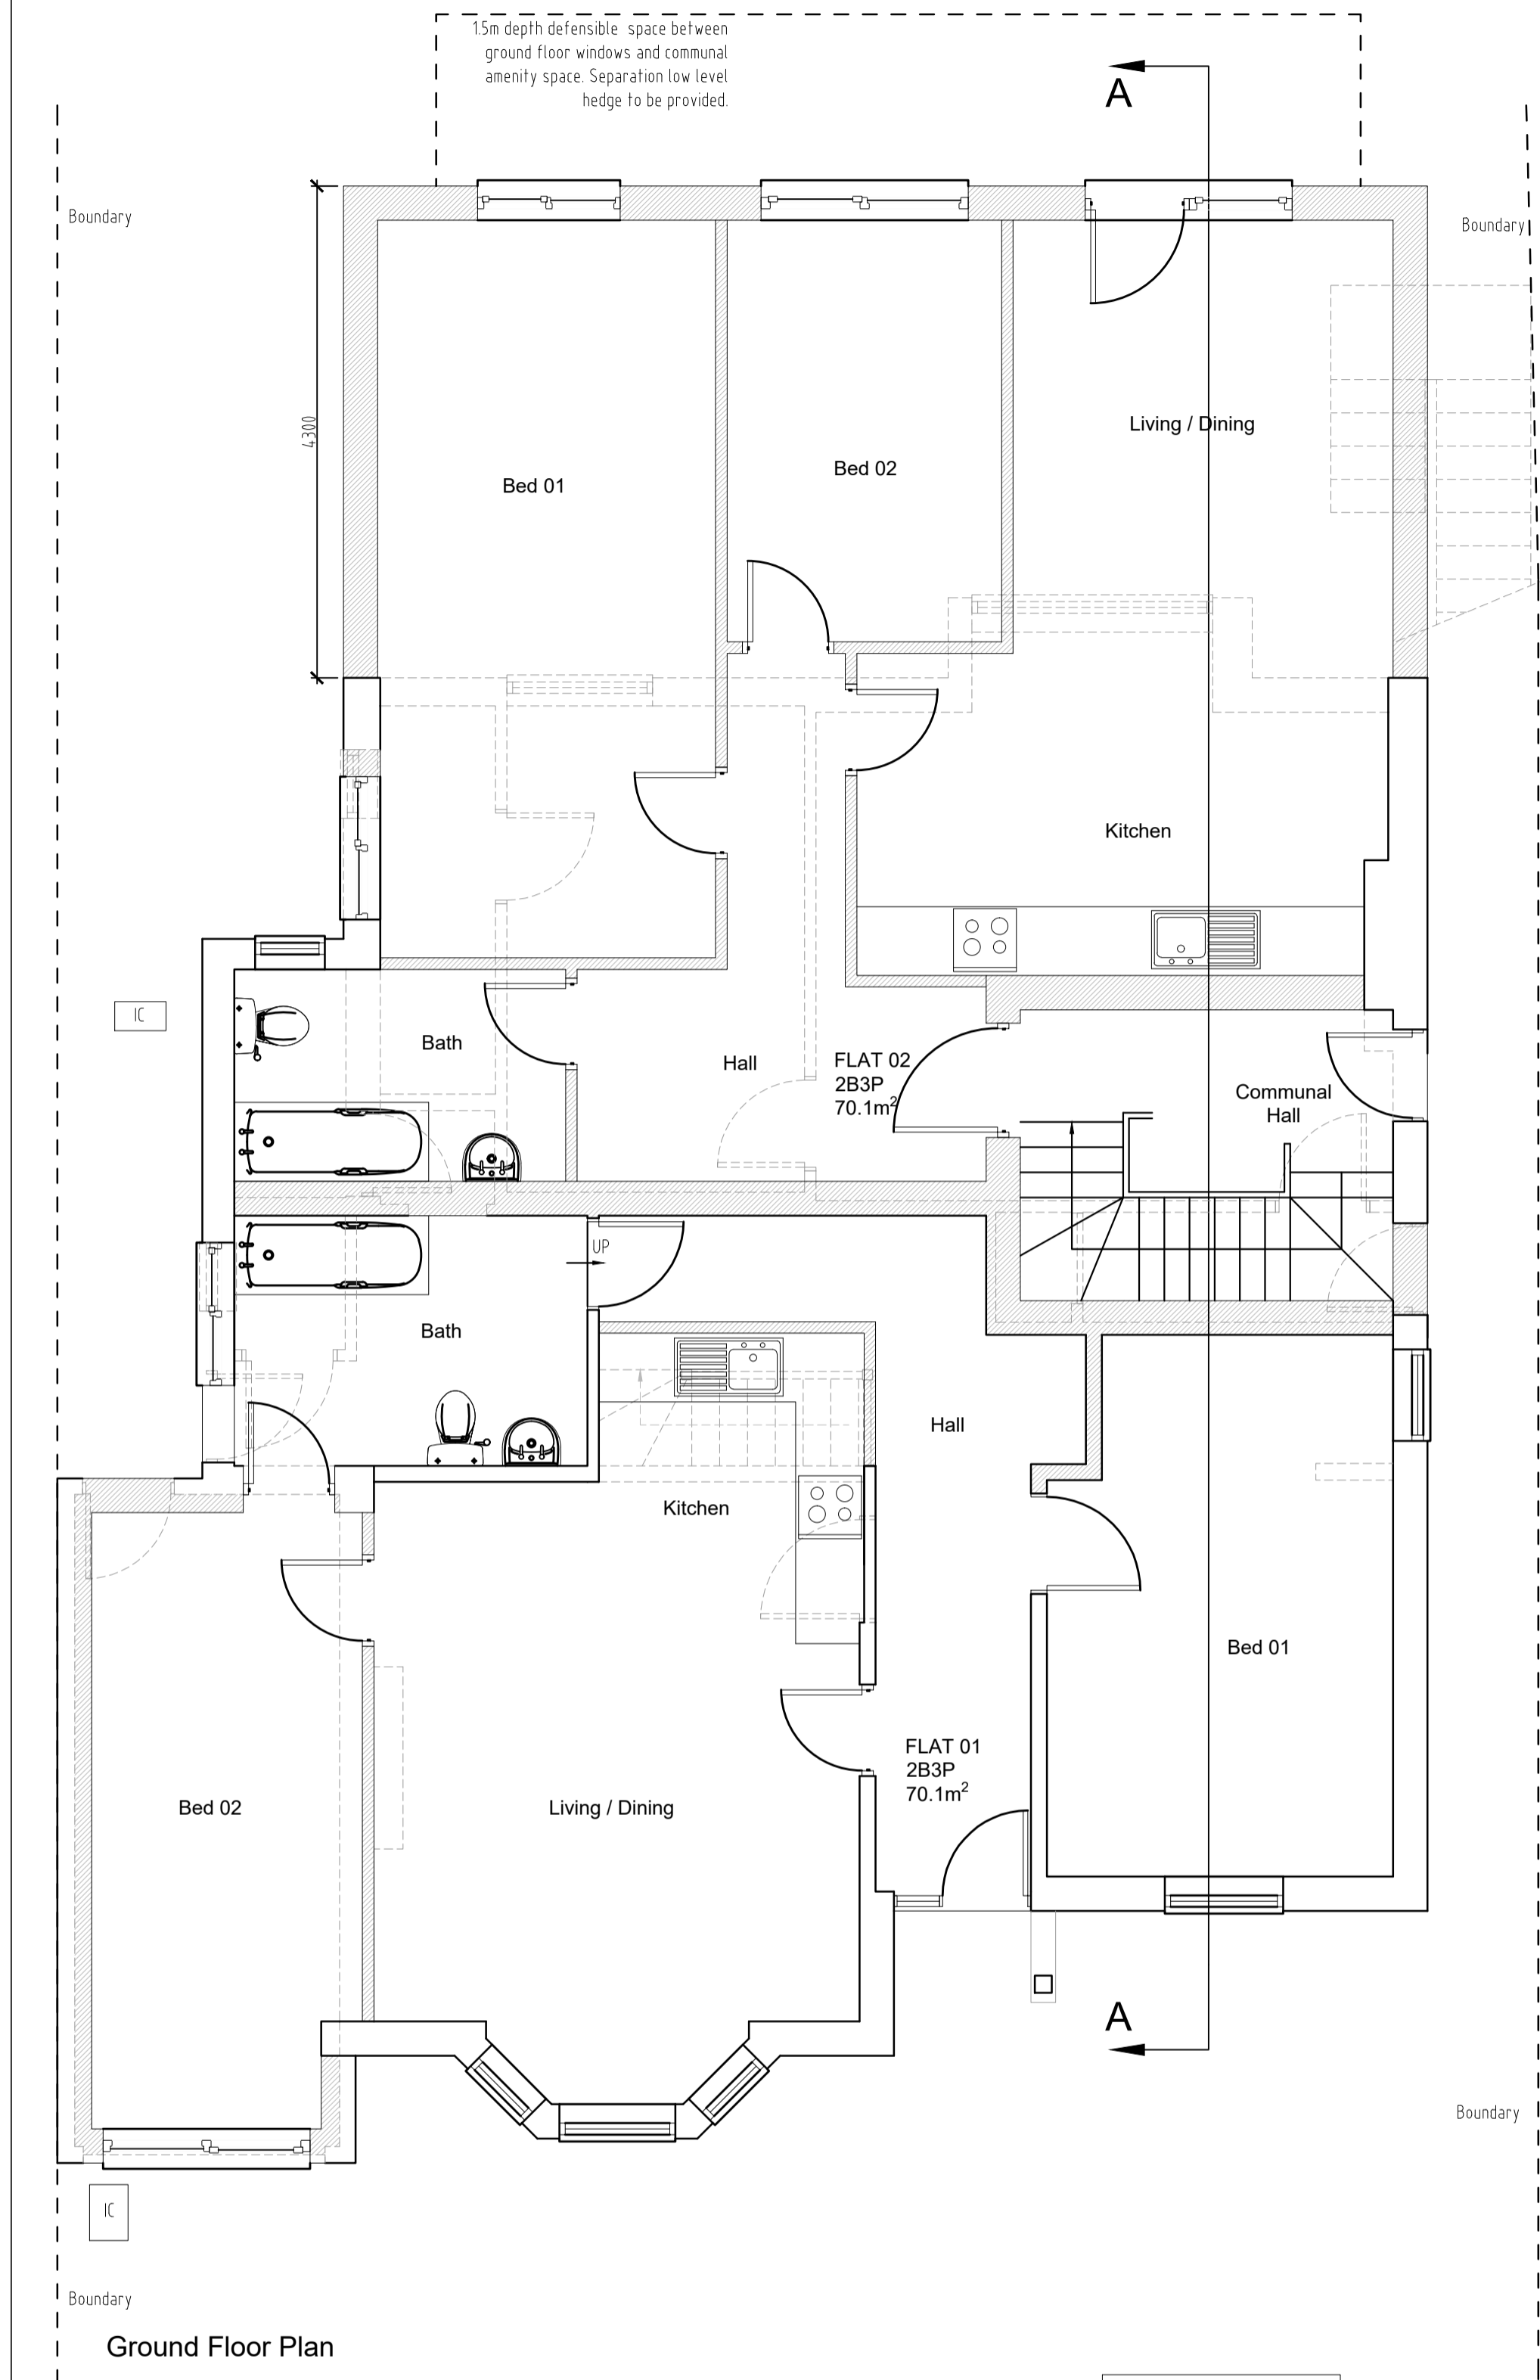 1.5m depth defensible space between
ground floor windows and communal
amenity space. Separation low level
hedge to be provided.
A
Boundary
Boundary
4300
Living / Dining
Bed 02
Bed 01
Kitchen
IC
Bath
Hall
FLAT 02
2B3P
70.1m²
Communal
Hall
UP
Bath
Hall
Kitchen
Bed 01
FLAT 01
2B3P
70.1m²
Bed 02
Living / Dining
A
Boundary
IC
Boundary
Ground Floor Plan